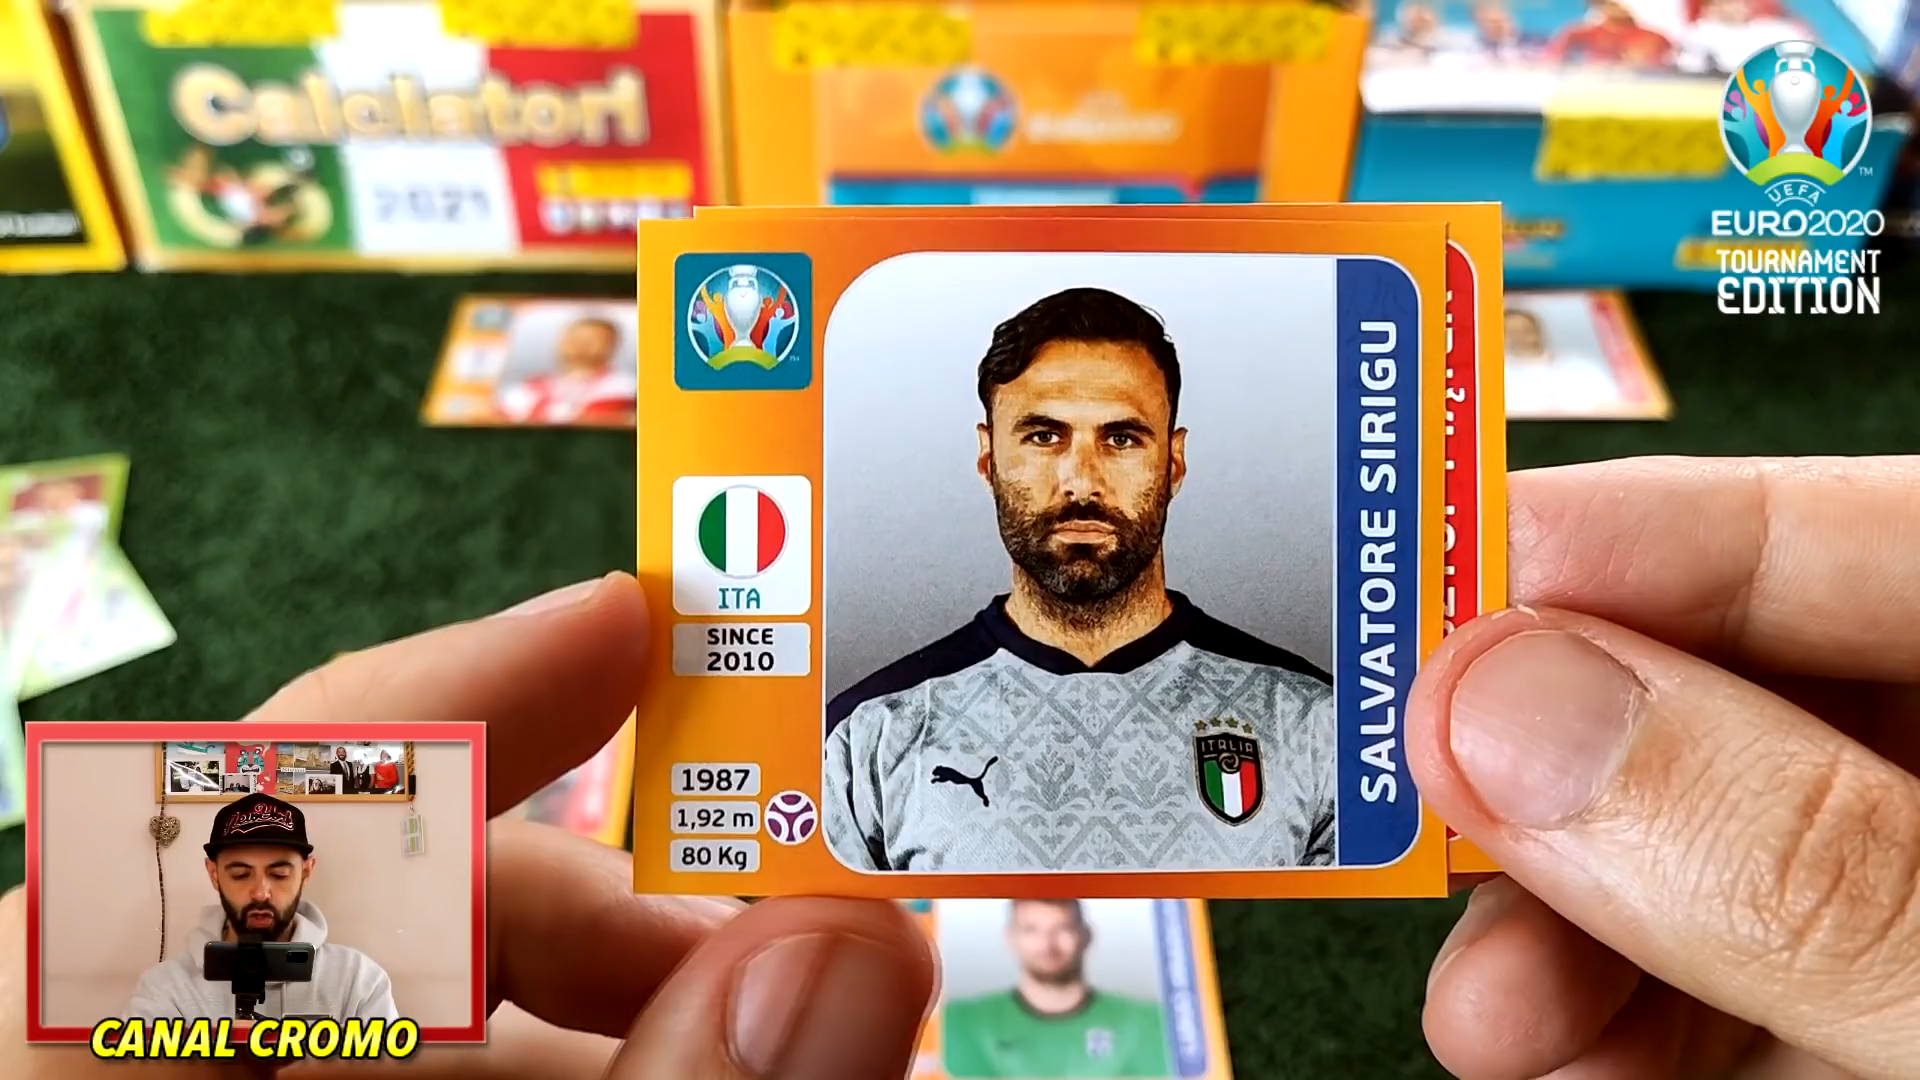 Calciatori
2021
UEFA
EURO2020
TOURNAMENT
EDITION
SALVATORE SIRIGU
ITA
SINCE
2010
1987
1,92 m
80 Kg
ITALIA
CANAL CROMO